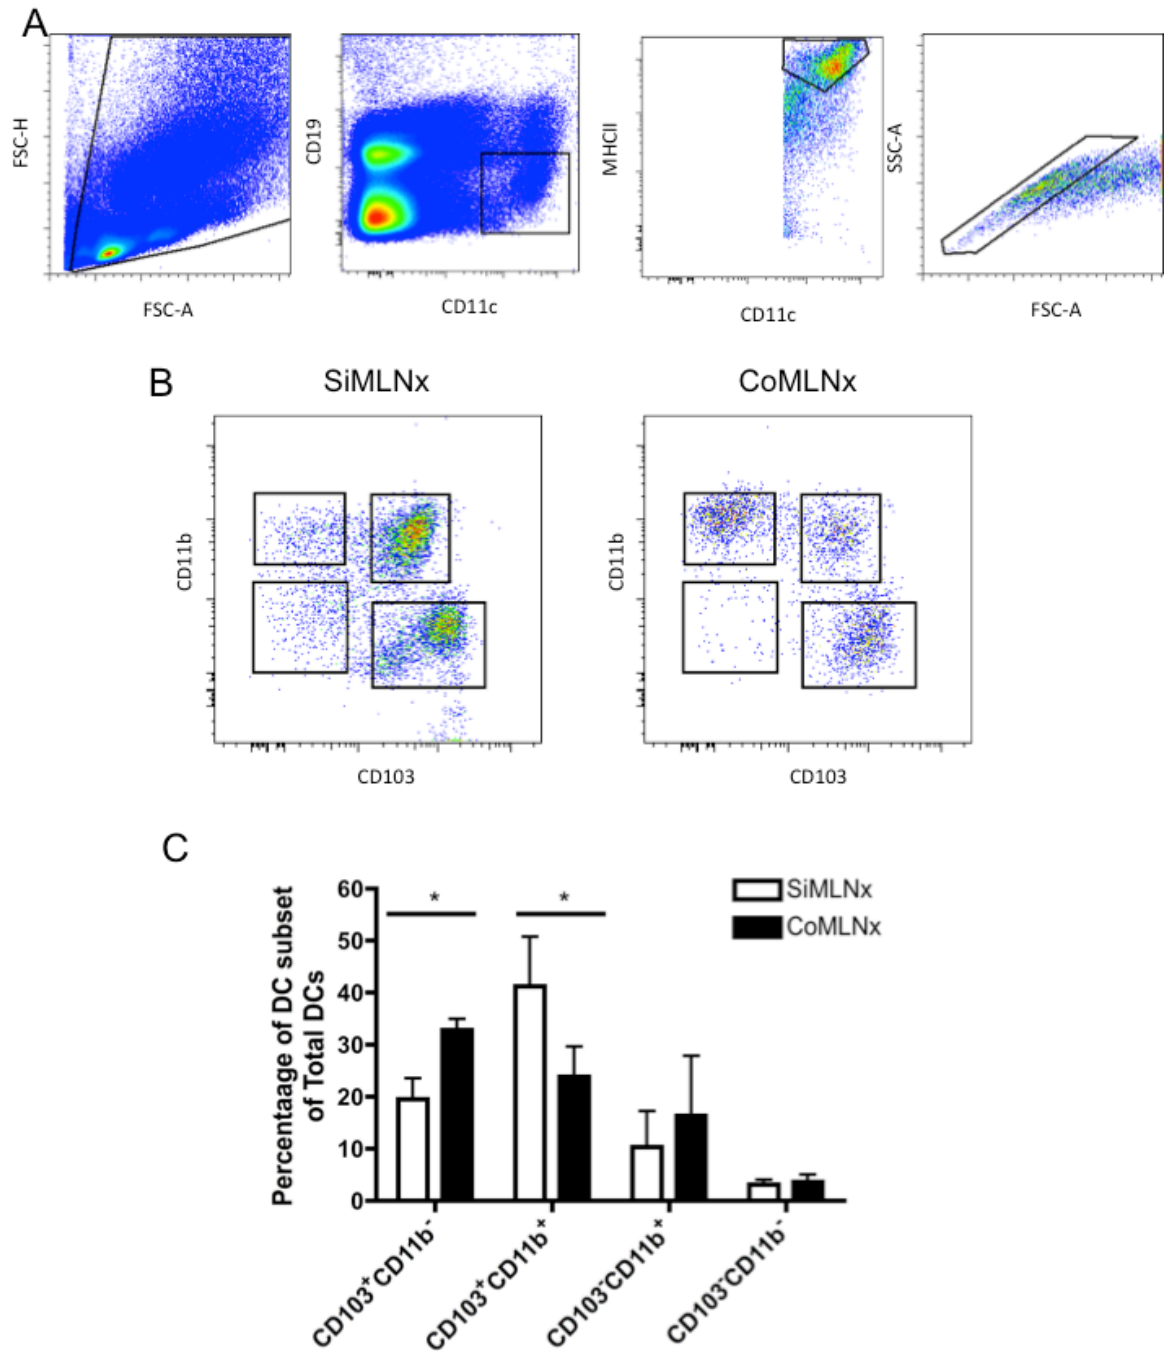 A
FSC-H
FSC-A
CD19
CD11c
MHCII
CD11c
SSC-A
FSC-A
B
SiMLNx
CoMLNx
CD11b
CD103
CD11b
CD103
C
Percentaage of DC subset
of Total DCs
60
50
40
30
20
10
0
*
*
SiMLNx
CoMLNx
CD103⁺CD11b⁻
CD103⁺CD11b⁺
CD103⁻CD11b⁺
CD103⁻CD11b⁻